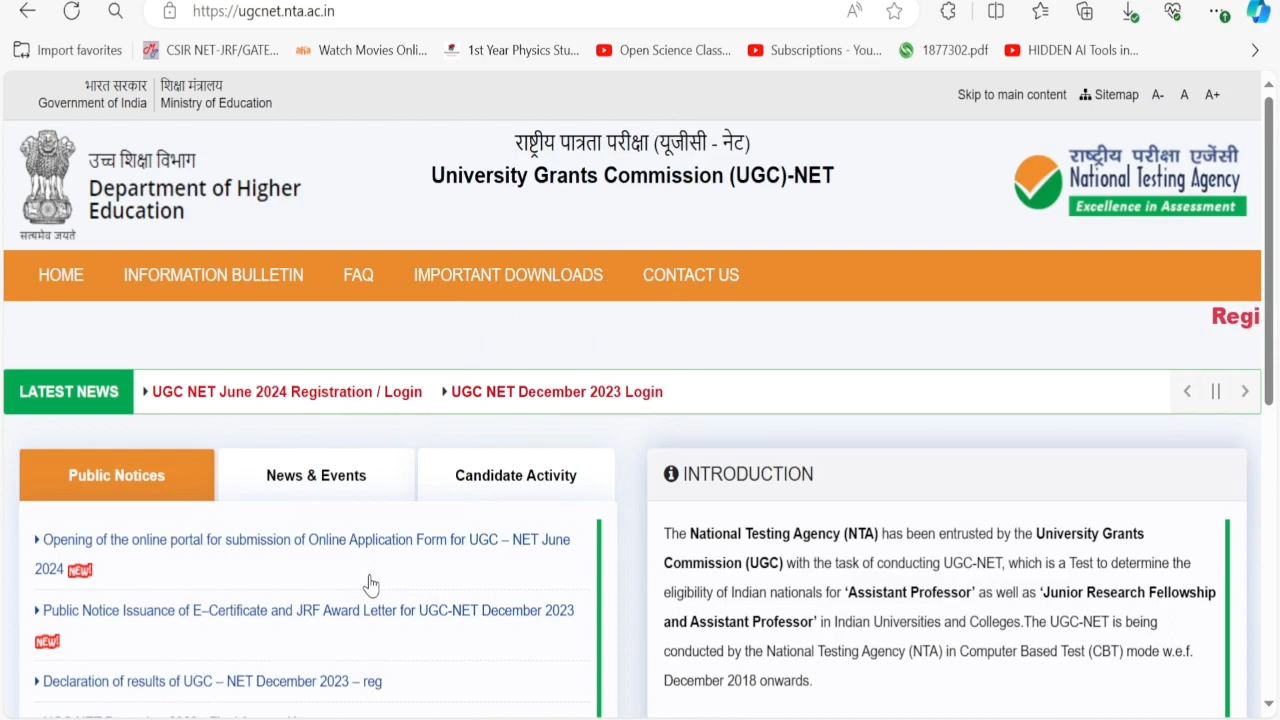 https://ugcnet.nta.ac.in
Import favorites
CSIR NET-JRF/GATE...
Watch Movies Onli...
1st Year Physics Stu...
Open Science Class...
Subscriptions - You...
1877302.pdf
HIDDEN AI Tools in...
भारत सरकार
शिक्षा मंत्रालय
Government of India
Ministry of Education
Skip to main content
Sitemap
A-
A
A+
सत्यमेव जयते
उच्च शिक्षा विभाग
Department of Higher
Education
राष्ट्रीय पात्रता परीक्षा (यूजीसी - नेट)
University Grants Commission (UGC)-NET
राष्ट्रीय परीक्षा एजेंसी
National Testing Agency
Excellence in Assessment
HOME
INFORMATION BULLETIN
FAQ
IMPORTANT DOWNLOADS
CONTACT US
Regi
LATEST NEWS
UGC NET June 2024 Registration / Login
UGC NET December 2023 Login
Public Notices
News & Events
Candidate Activity
Opening of the online portal for submission of Online Application Form for UGC – NET June
2024 NEW!
Public Notice Issuance of E–Certificate and JRF Award Letter for UGC-NET December 2023
NEW!
Declaration of results of UGC – NET December 2023 – reg
INTRODUCTION
The National Testing Agency (NTA) has been entrusted by the University Grants
Commission (UGC) with the task of conducting UGC-NET, which is a Test to determine the
eligibility of Indian nationals for 'Assistant Professor' as well as 'Junior Research Fellowship
and Assistant Professor' in Indian Universities and Colleges.The UGC-NET is being
conducted by the National Testing Agency (NTA) in Computer Based Test (CBT) mode w.e.f.
December 2018 onwards.